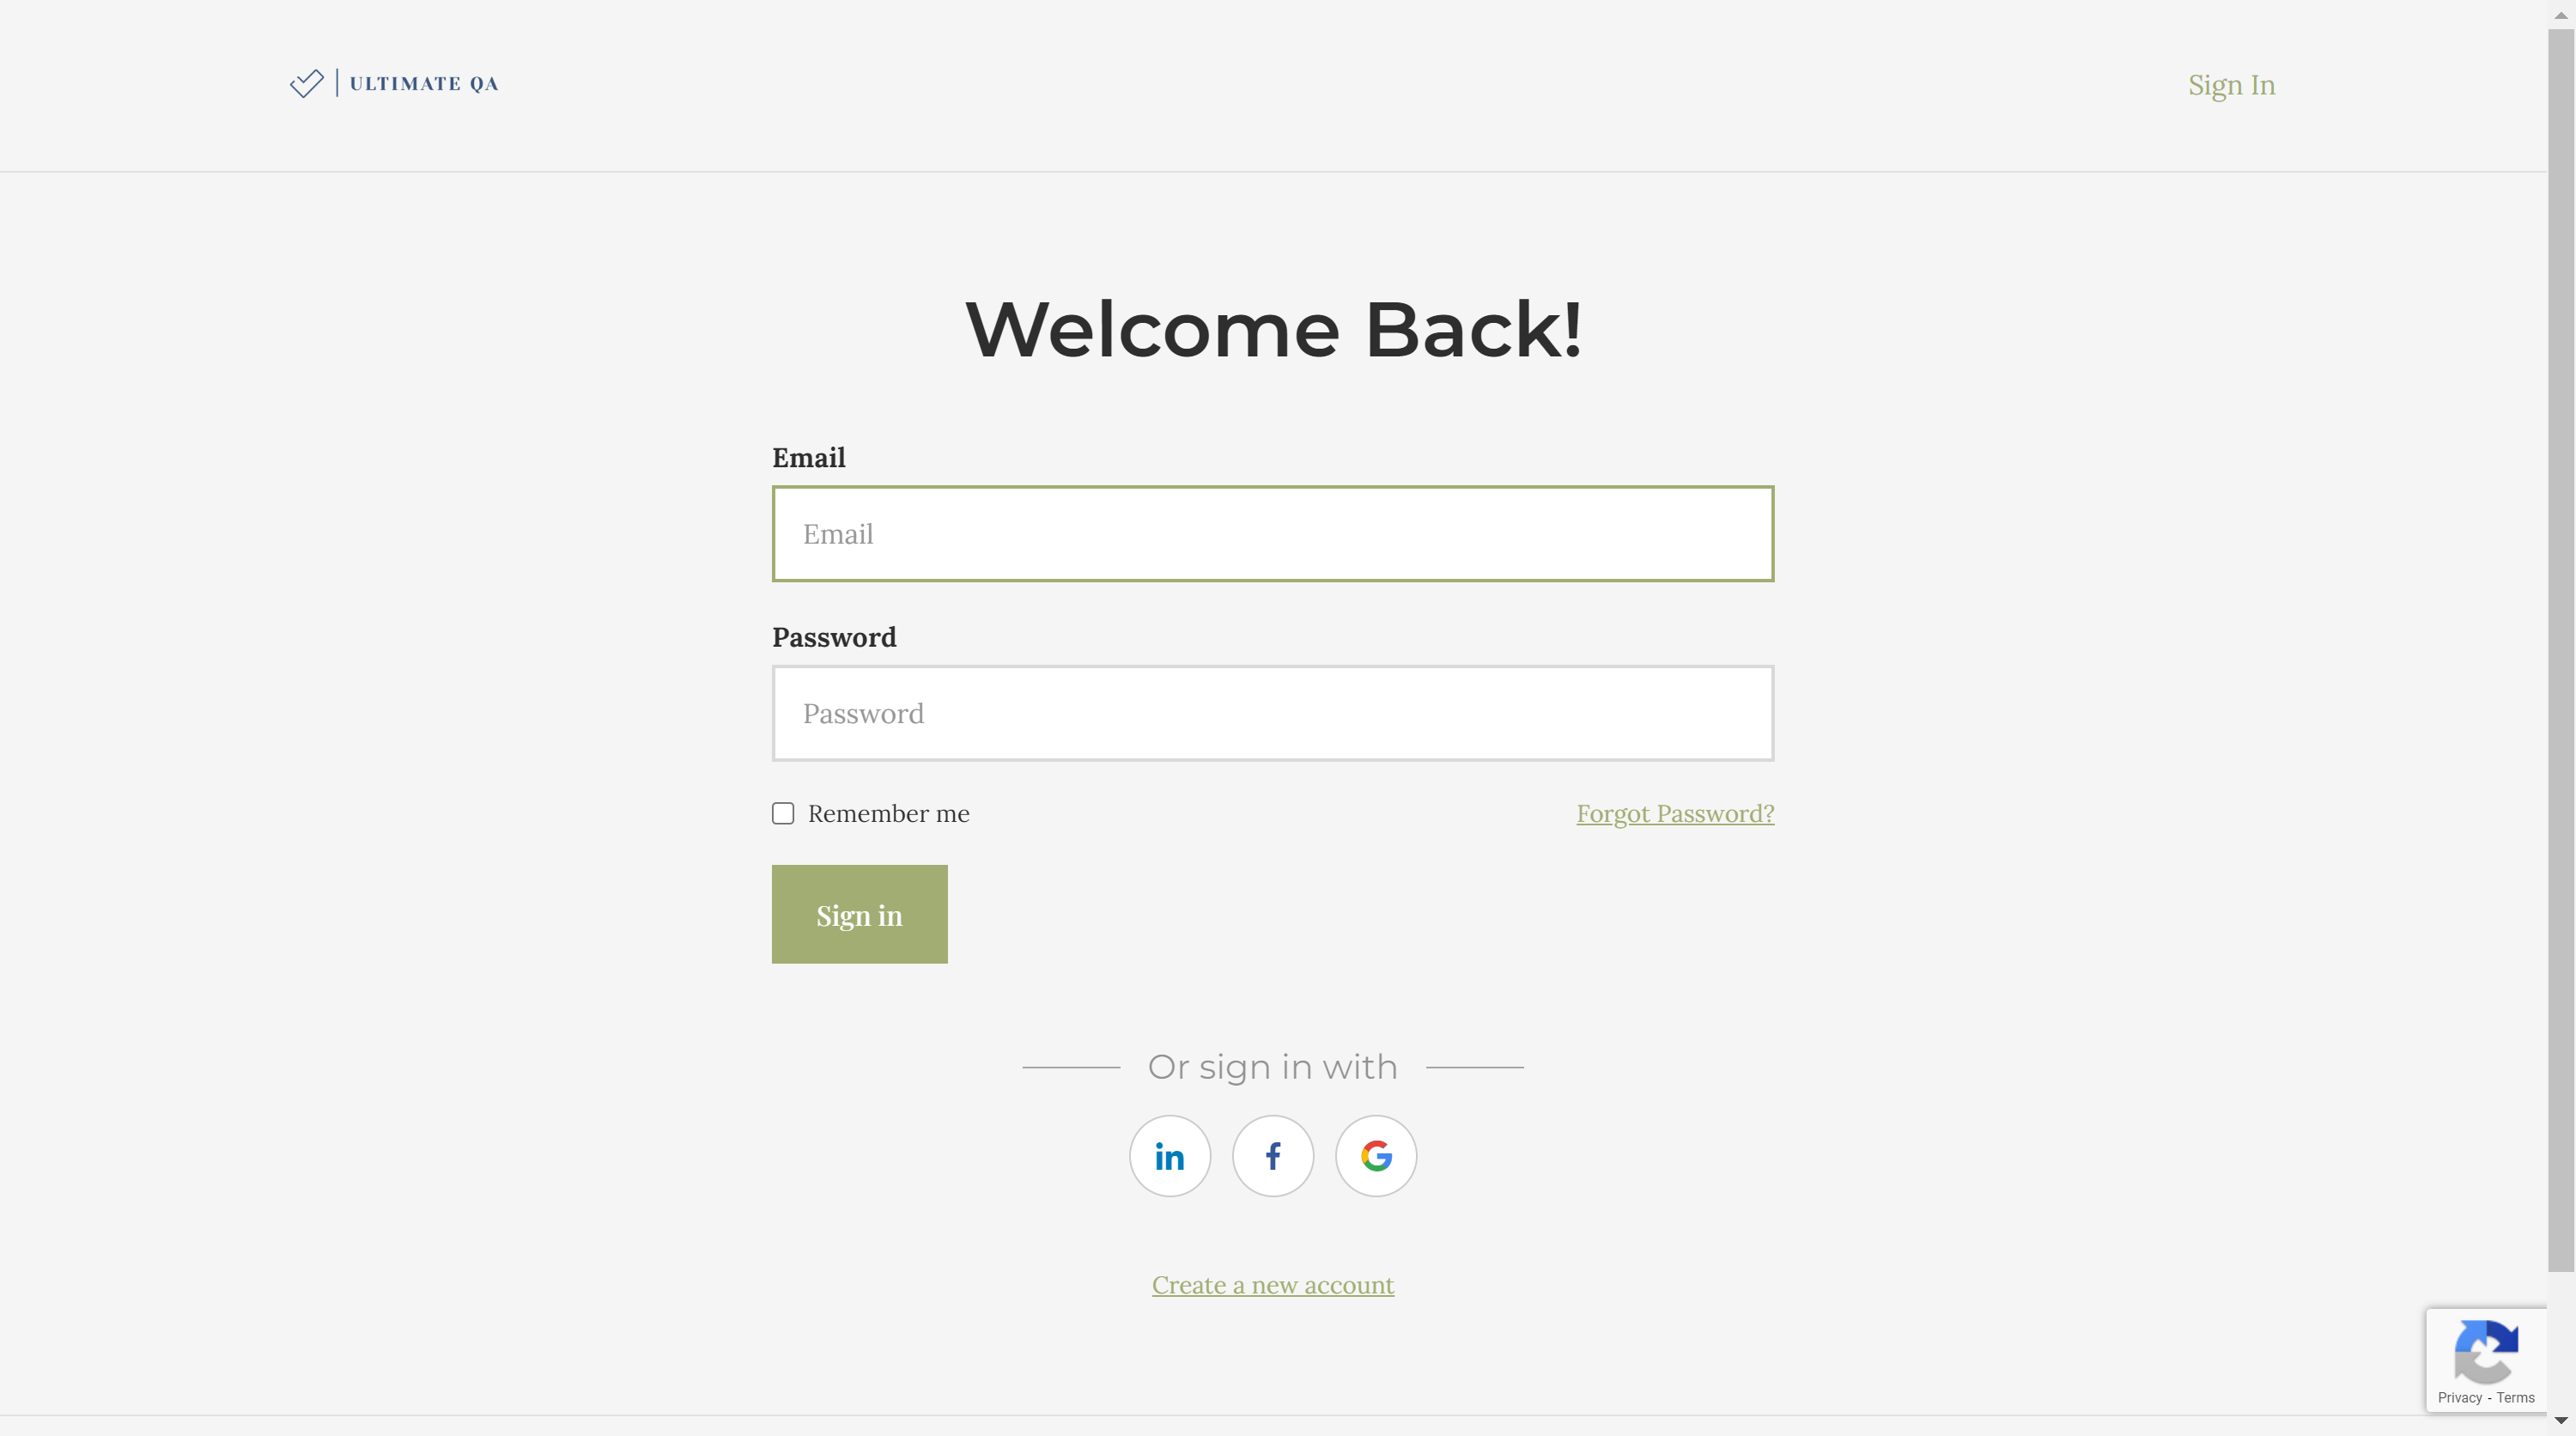 ULTIMATE QA
Sign In
Welcome Back!
Email
Email
Password
Password
Remember me
Forgot Password?
Sign in
Or sign in with
in
f
G
Create a new account
Privacy - Terms